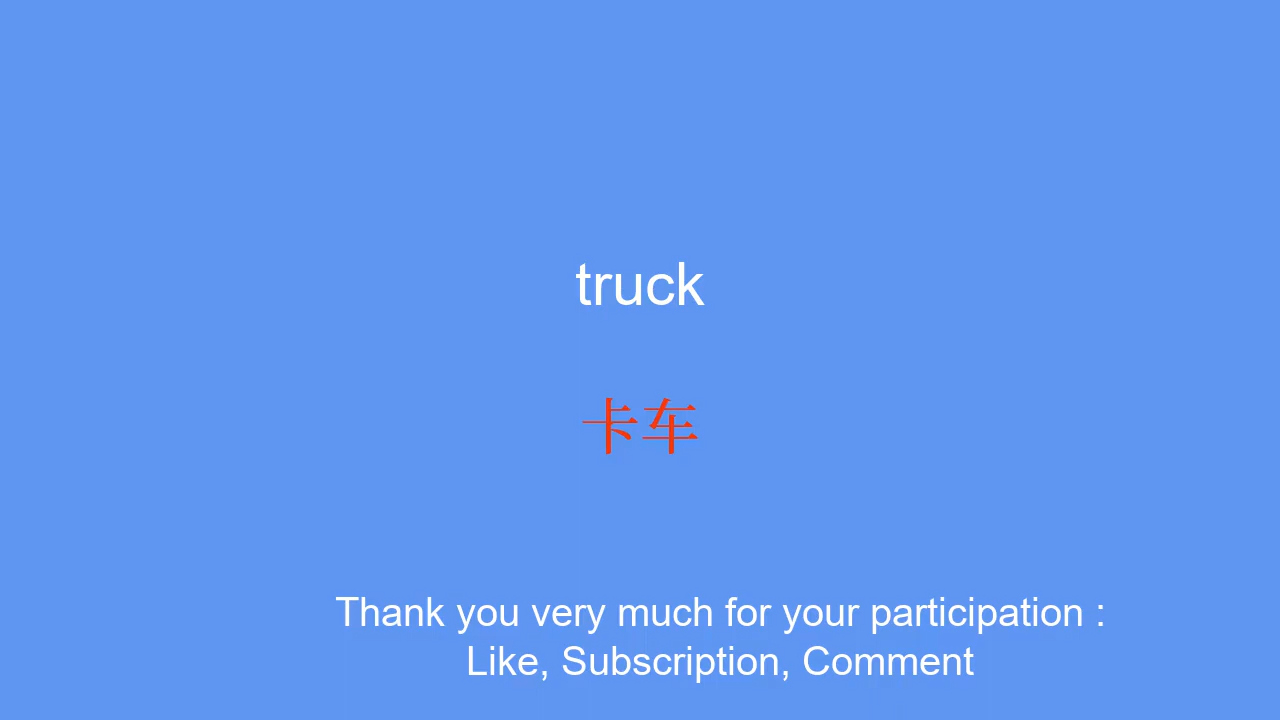 truck
卡车
Thank you very much for your participation :
Like, Subscription, Comment